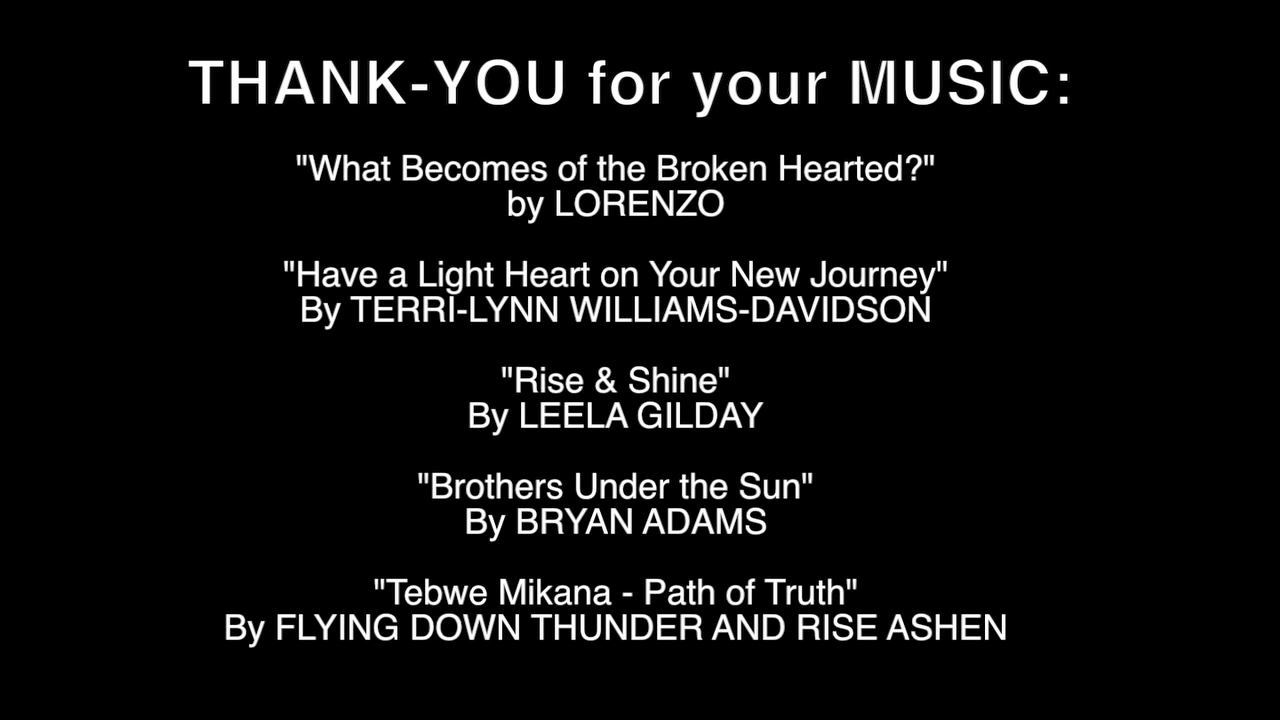 THANK-YOU for your MUSIC:
"What Becomes of the Broken Hearted?"
by LORENZO
"Have a Light Heart on Your New Journey"
By TERRI-LYNN WILLIAMS-DAVIDSON
"Rise & Shine"
By LEELA GILDAY
"Brothers Under the Sun"
By BRYAN ADAMS
"Tebwe Mikana - Path of Truth"
By FLYING DOWN THUNDER AND RISE ASHEN